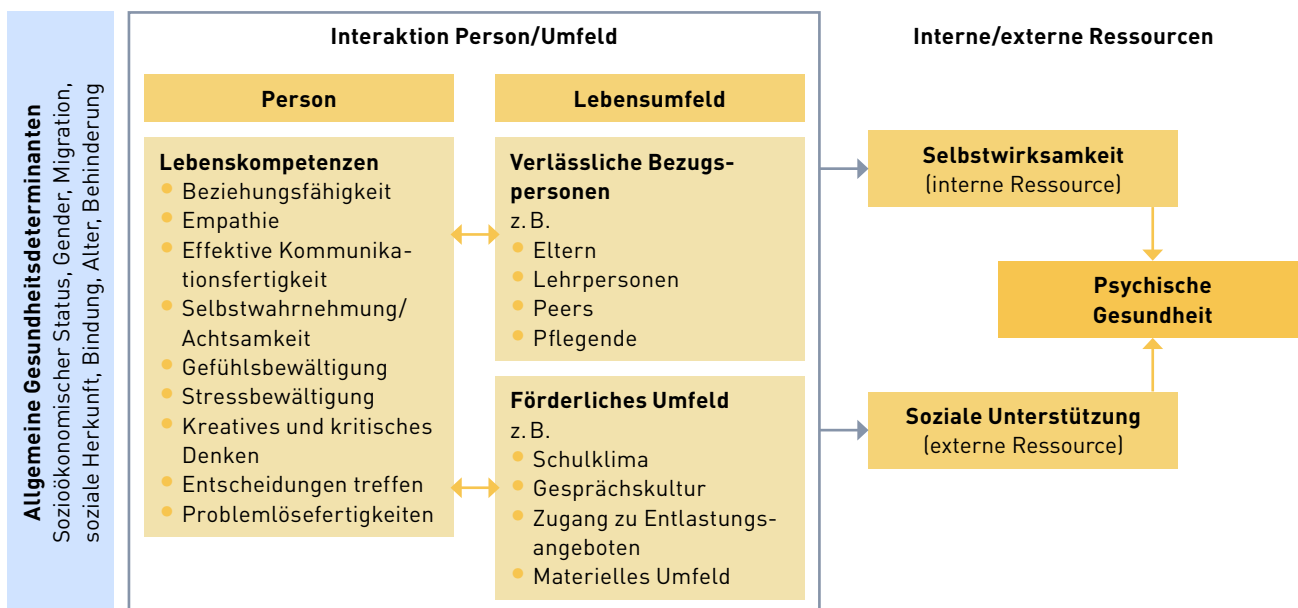 Allgemeine Gesundheitsdeterminanten
Sozioökonomischer Status, Gender, Migration,
soziale Herkunft, Bindung, Alter, Behinderung
Interaktion Person/Umfeld
Person
Lebenskompetenzen
• Beziehungsfähigkeit
• Empathie
• Effektive Kommunika-
tionsfertigkeit
• Selbstwahrnehmung/
Achtsamkeit
• Gefühlsbewältigung
• Stressbewältigung
• Kreatives und kritisches
Denken
• Entscheidungen treffen
• Problemlösefertigkeiten
Lebensumfeld
Verlässliche Bezugs-
personen
z. B.
• Eltern
• Lehrpersonen
• Peers
• Pflegende
Förderliches Umfeld
z. B.
• Schulklima
• Gesprächskultur
• Zugang zu Entlastungs-
angeboten
• Materielles Umfeld
Interne/externe Ressourcen
Selbstwirksamkeit
(interne Ressource)
Psychische
Gesundheit
Soziale Unterstützung
(externe Ressource)